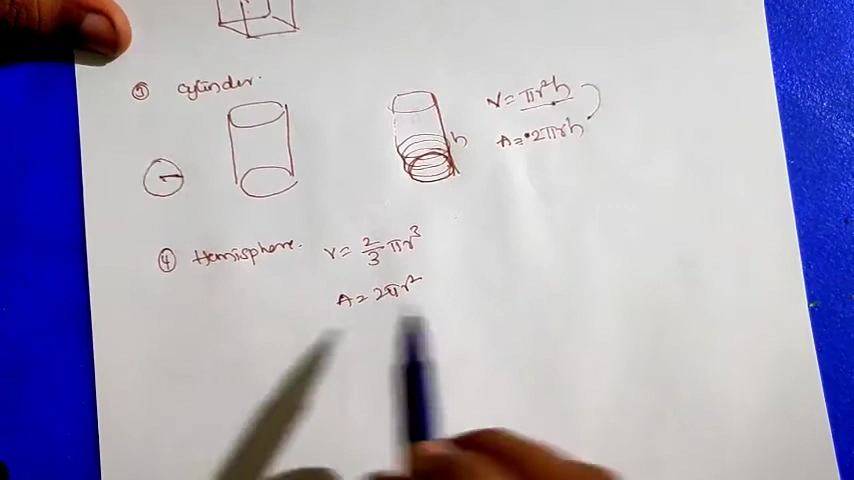 ③ Cylinder.
h
V = πr²h
A = 2πrh
④ Hemisphere.
V = 2/3 πr³
A = 2πr²